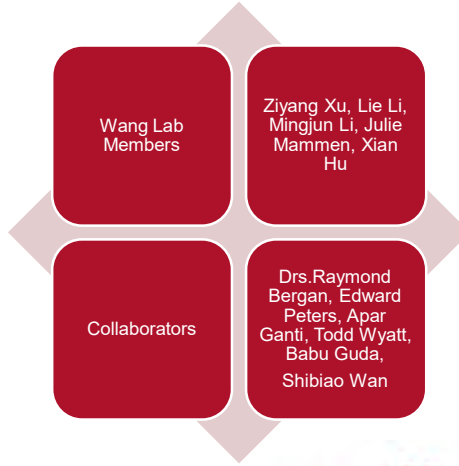 Wang Lab
Members
Ziyang Xu, Lie Li,
Mingjun Li, Julie
Mammen, Xian
Hu
Collaborators
Drs.Raymond
Bergan, Edward
Peters, Apar
Ganti, Todd Wyatt,
Babu Guda,
Shibiao Wan